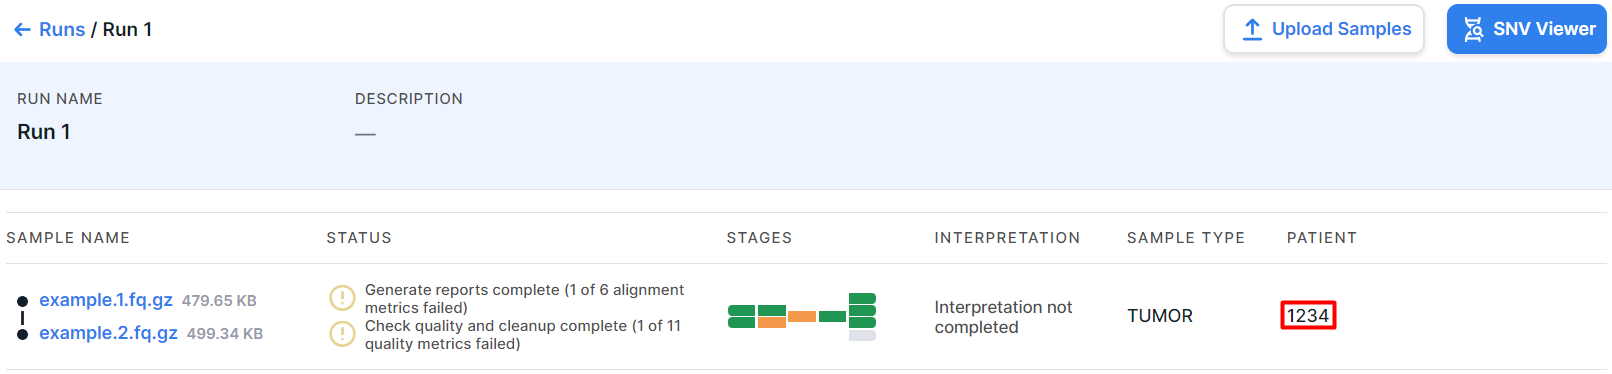 ← Runs / Run 1
Upload Samples
SNV Viewer
RUN NAME
DESCRIPTION
Run 1
—
SAMPLE NAME
STATUS
STAGES
INTERPRETATION
SAMPLE TYPE
PATIENT
example.1.fq.gz 479.65 KB
example.2.fq.gz 499.34 KB
Generate reports complete (1 of 6 alignment
metrics failed)
Check quality and cleanup complete (1 of 11
quality metrics failed)
Interpretation not
completed
TUMOR
1234